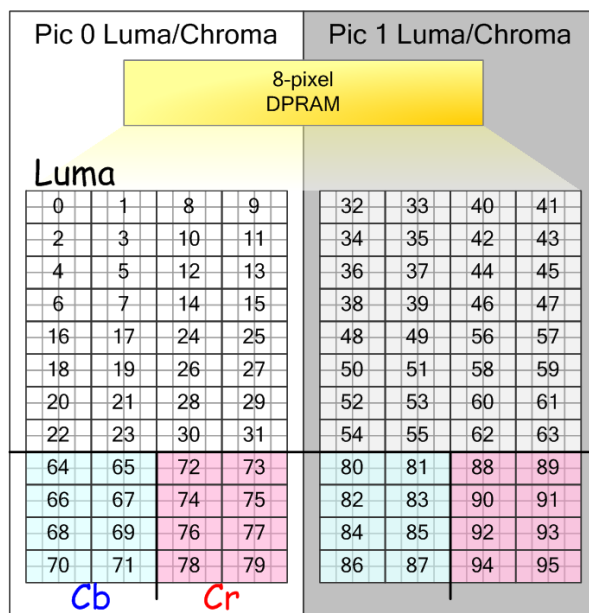 Pic 0 Luma/Chroma Pic 1 Luma/Chroma
8-pixel
DPRAM
Luma
0 1 8 9 32 33 40 41
2 3 10 11 34 35 42 43
4 5 12 13 36 37 44 45
6 7 14 15 38 39 46 47
16 17 24 25 48 49 56 57
18 19 26 27 50 51 58 59
20 21 28 29 52 53 60 61
22 23 30 31 54 55 62 63
64 65 72 73 80 81 88 89
66 67 74 75 82 83 90 91
68 69 76 77 84 85 92 93
70 71 78 79 86 87 94 95
Cb Cr